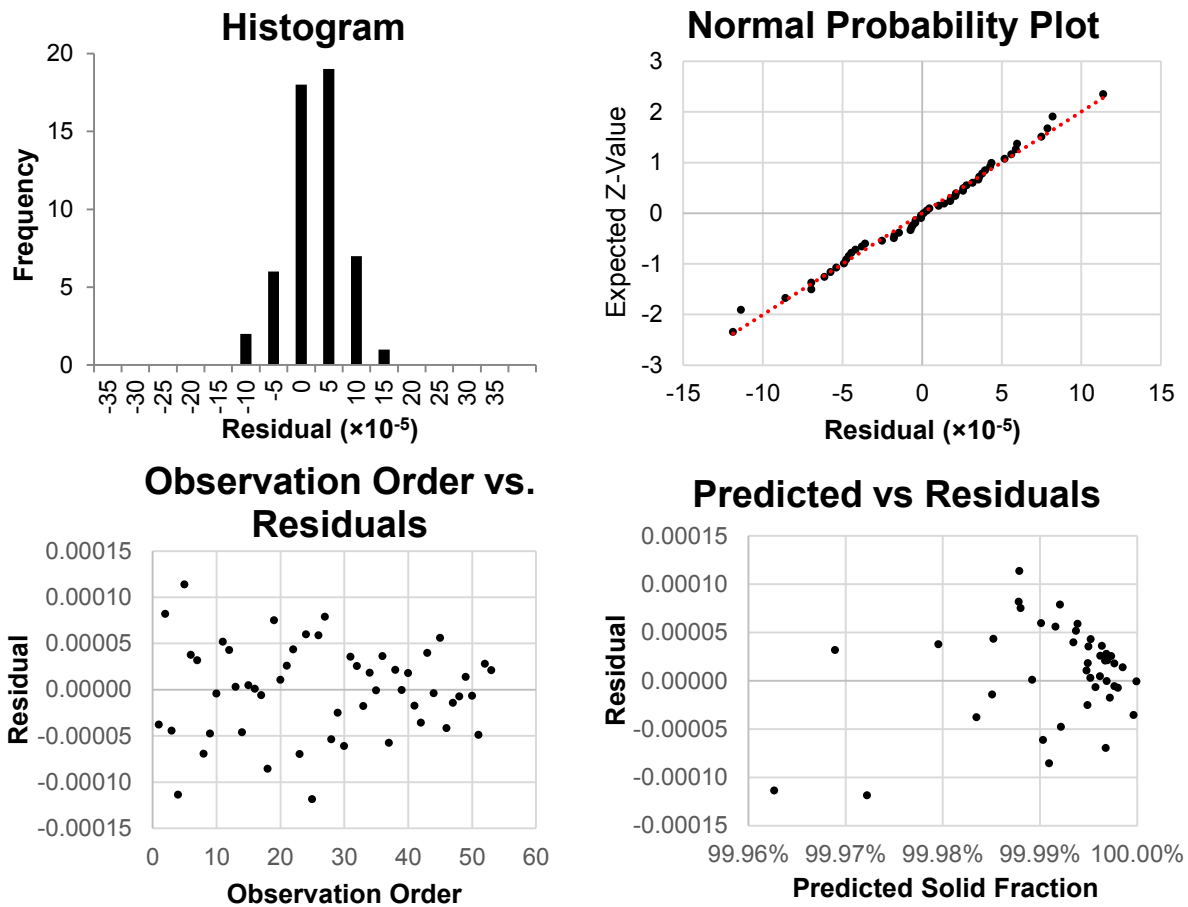 Histogram
20
15
10
5
0
Frequency
-35
-30
-25
-20
-15
-10
-5
0
5
10
15
20
25
30
35
Residual (×10-5)
Normal Probability Plot
3
2
1
0
-1
-2
-3
Expected Z-Value
-15 -10 -5 0 5 10 15
Residual (×10-5)
Observation Order vs.
Residuals
0.00015
0.00010
0.00005
0.00000
-0.00005
-0.00010
-0.00015
Residual
0 10 20 30 40 50 60
Observation Order
Predicted vs Residuals
0.00015
0.00010
0.00005
0.00000
-0.00005
-0.00010
-0.00015
Residual
99.96% 99.97% 99.98% 99.99% 100.00%
Predicted Solid Fraction